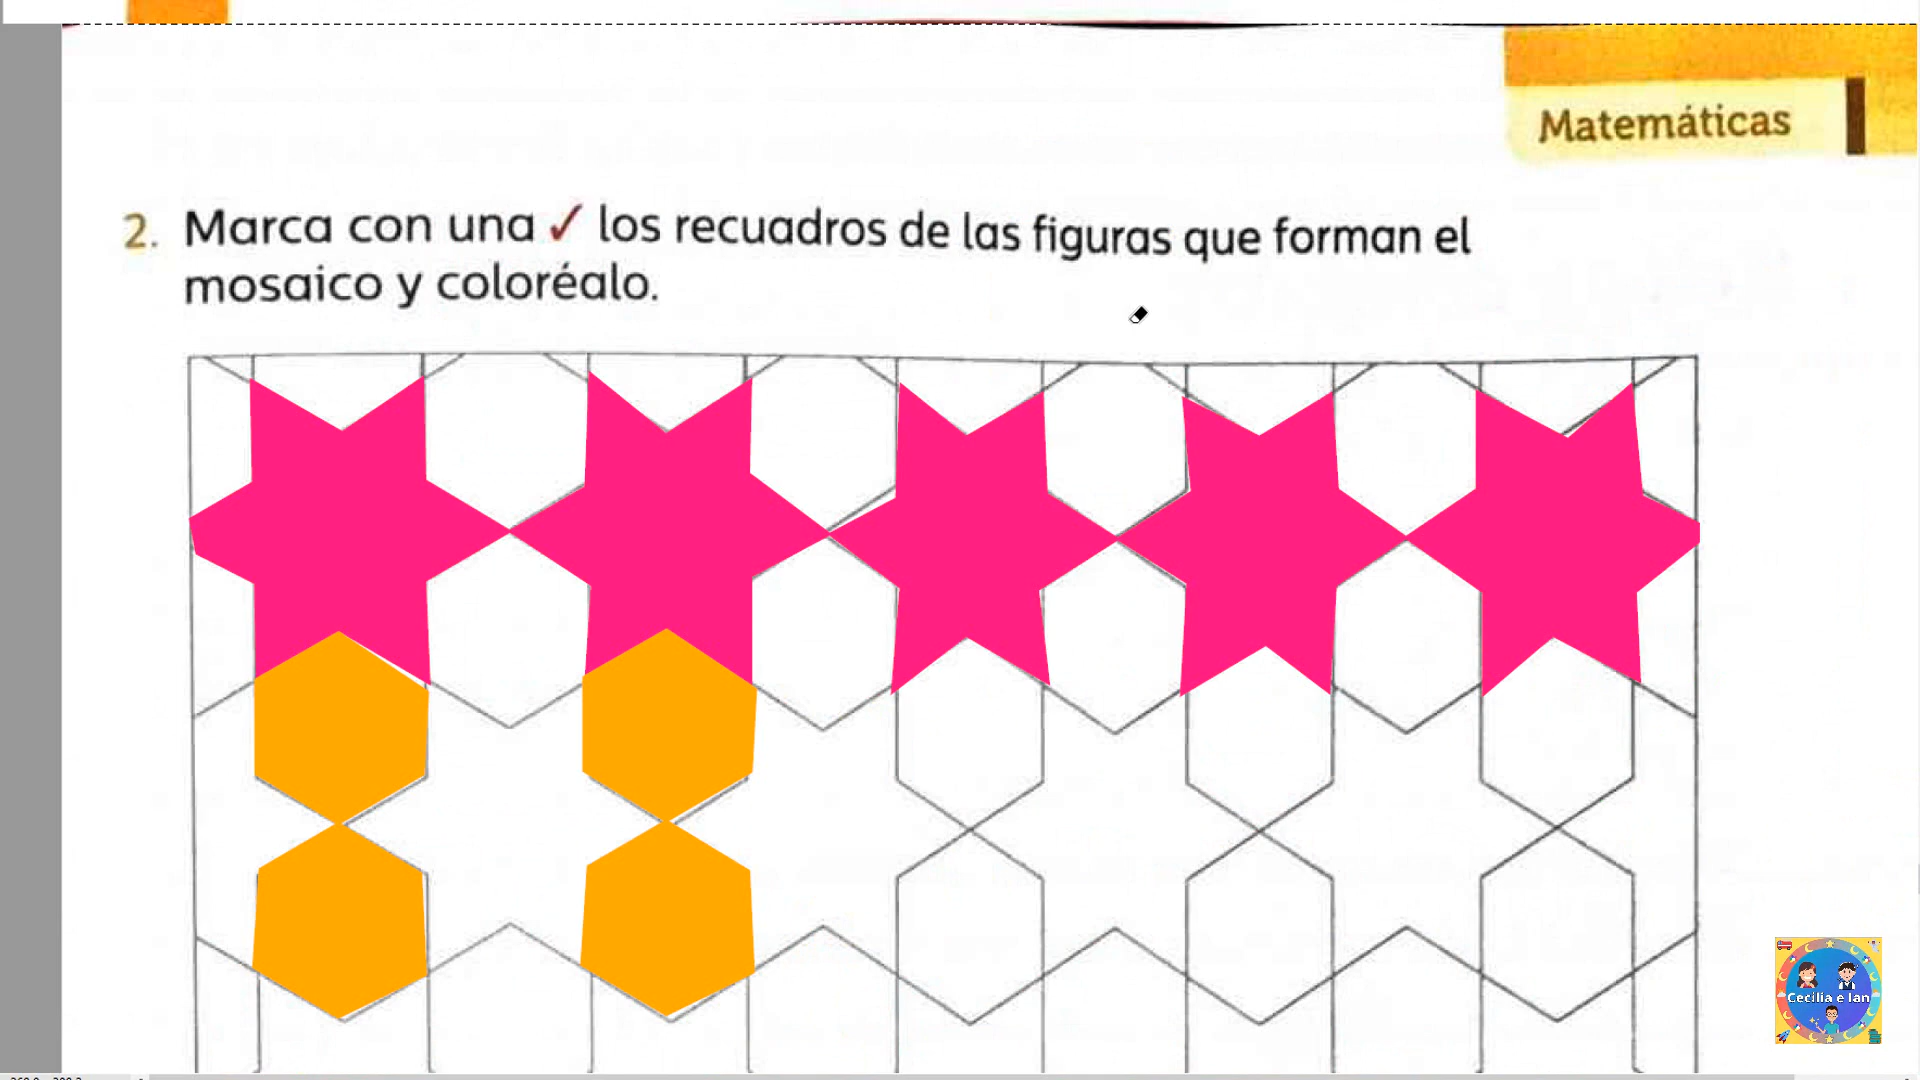 Matemáticas
2. Marca con una ✓ los recuadros de las figuras que forman el
mosaico y coloréalo.
Cecilia e Ian